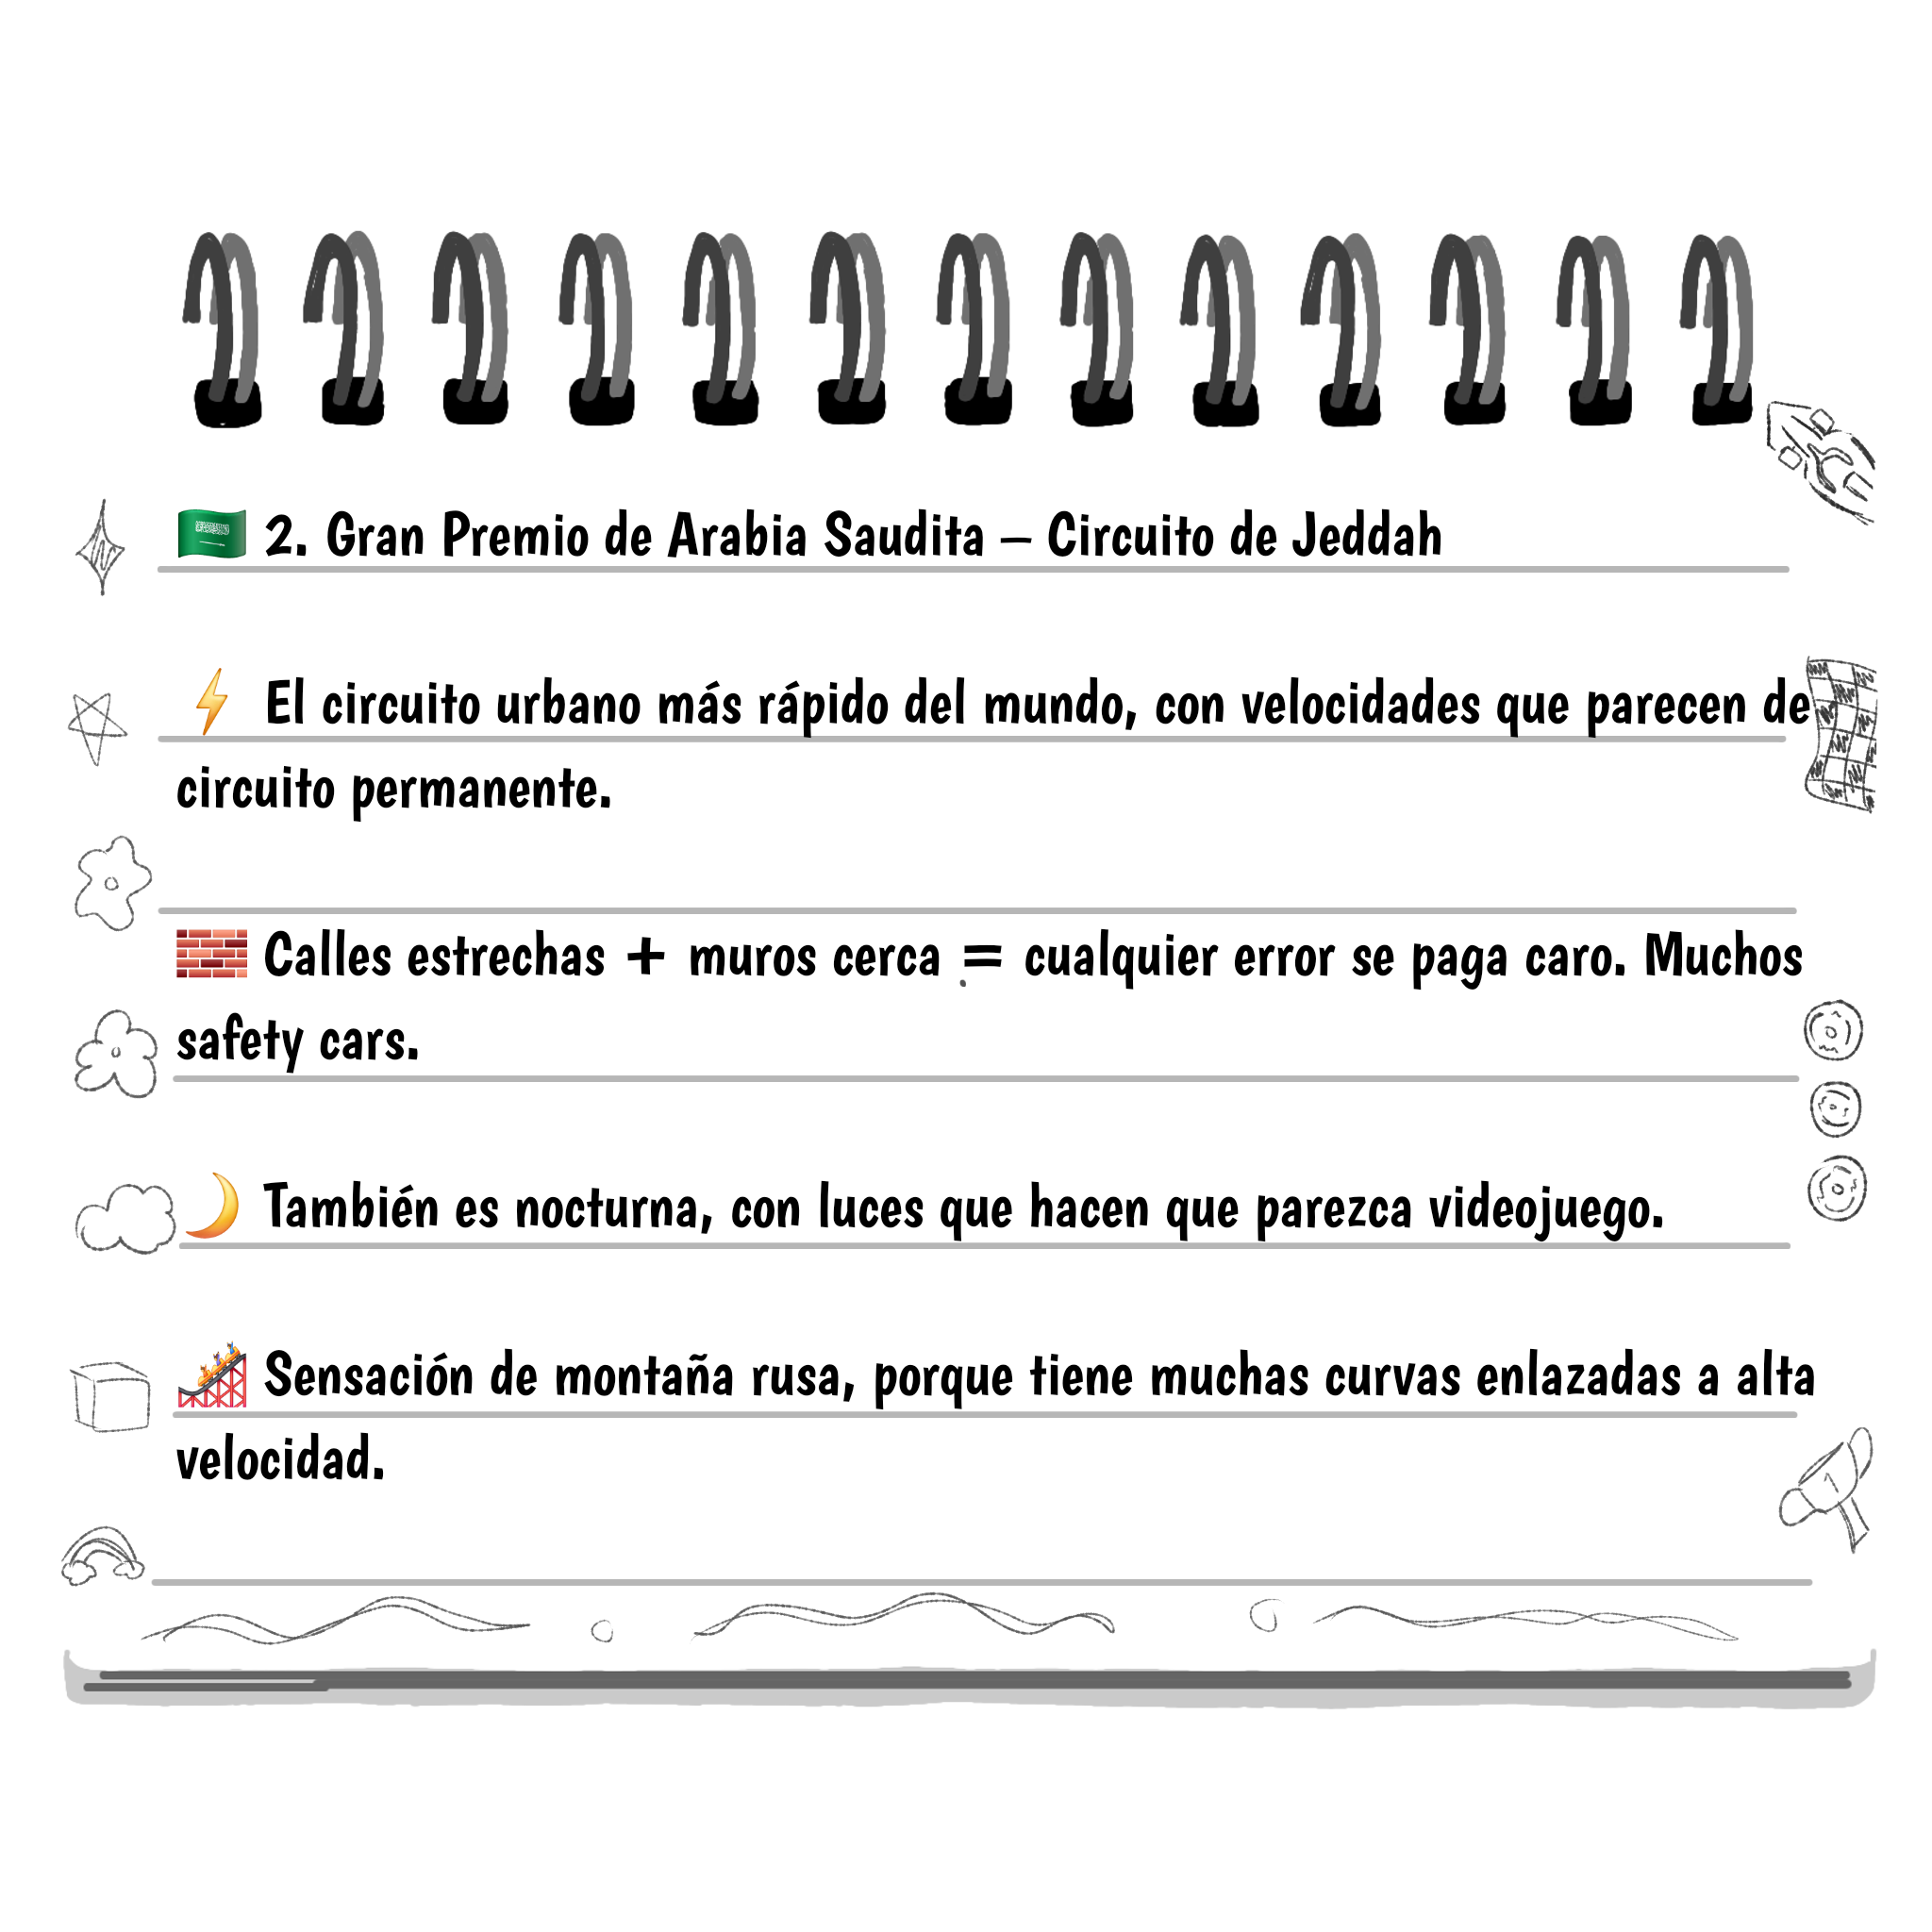 🇸🇦 2. Gran Premio de Arabia Saudita – Circuito de Jeddah
⚡ El circuito urbano más rápido del mundo, con velocidades que parecen de
circuito permanente.
🧱 Calles estrechas + muros cerca = cualquier error se paga caro. Muchos
safety cars.
🌙 También es nocturna, con luces que hacen que parezca videojuego.
🎢 Sensación de montaña rusa, porque tiene muchas curvas enlazadas a alta
velocidad.